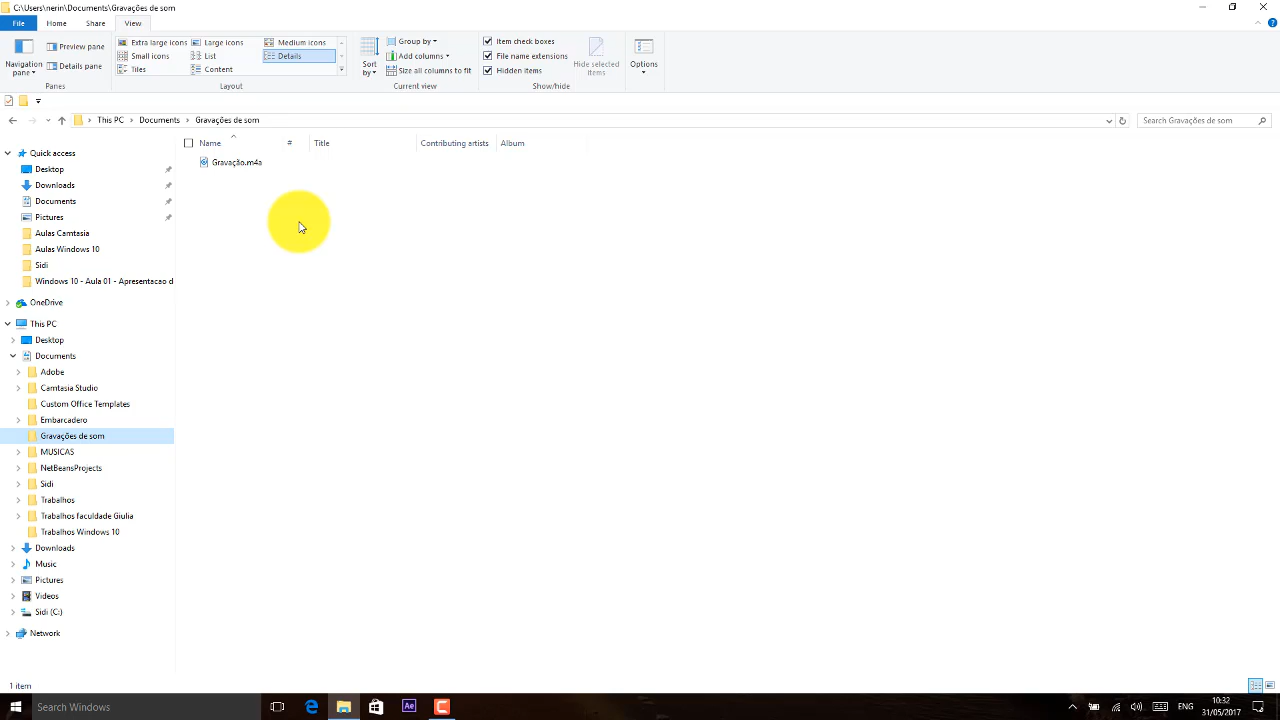 C:\Users\nerin\Documents\Gravações de som
File Home Share View
Navigation pane
Preview pane
Details pane
Panes
Extra large icons Large icons Medium icons
Small icons List Details
Tiles Content
Layout
Sort by
Group by
Add columns
Size all columns to fit
Current view
Item check boxes
File name extensions
Hidden items
Hide selected items
Show/hide
Options
This PC Documents Gravações de som
Search Gravações de som
Name # Title Contributing artists Album
Gravação.m4a
Quick access
Desktop
Downloads
Documents
Pictures
Aulas Camtasia
Aulas Windows 10
Sidi
Windows 10 - Aula 01 - Apresentacao d
OneDrive
This PC
Desktop
Documents
Adobe
Camtasia Studio
Custom Office Templates
Embarcadero
Gravações de som
MUSICAS
NetBeansProjects
Sidi
Trabalhos
Trabalhos faculdade Giulia
Trabalhos Windows 10
Downloads
Music
Pictures
Videos
Sidi (C:)
Network
1 item
Search Windows
Ae
ENG
10:32
31/05/2017